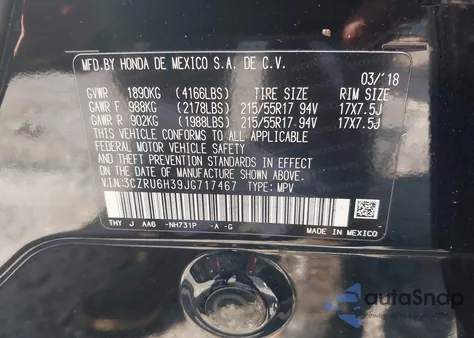 MFD.BY HONDA DE MEXICO S.A. DE C.V.
03/'18
GVWR 1890KG (4166LBS) TIRE SIZE RIM SIZE
GAWR F 988KG (2178LBS) 215/55R17 94V 17X7.5J
GAWR R 902KG (1988LBS) 215/55R17 94V 17X7.5J
THIS VEHICLE CONFORMS TO ALL APPLICABLE
FEDERAL MOTOR VEHICLE SAFETY
AND THEFT PREVENTION STANDARDS IN EFFECT
ON THE DATE OF MANUFACTURE SHOWN ABOVE.
V.I.N:3CZRU6H39JG717467 TYPE: MPV
THY J AA6 -NH731P -A -G
MADE IN MEXICO
autoSnap